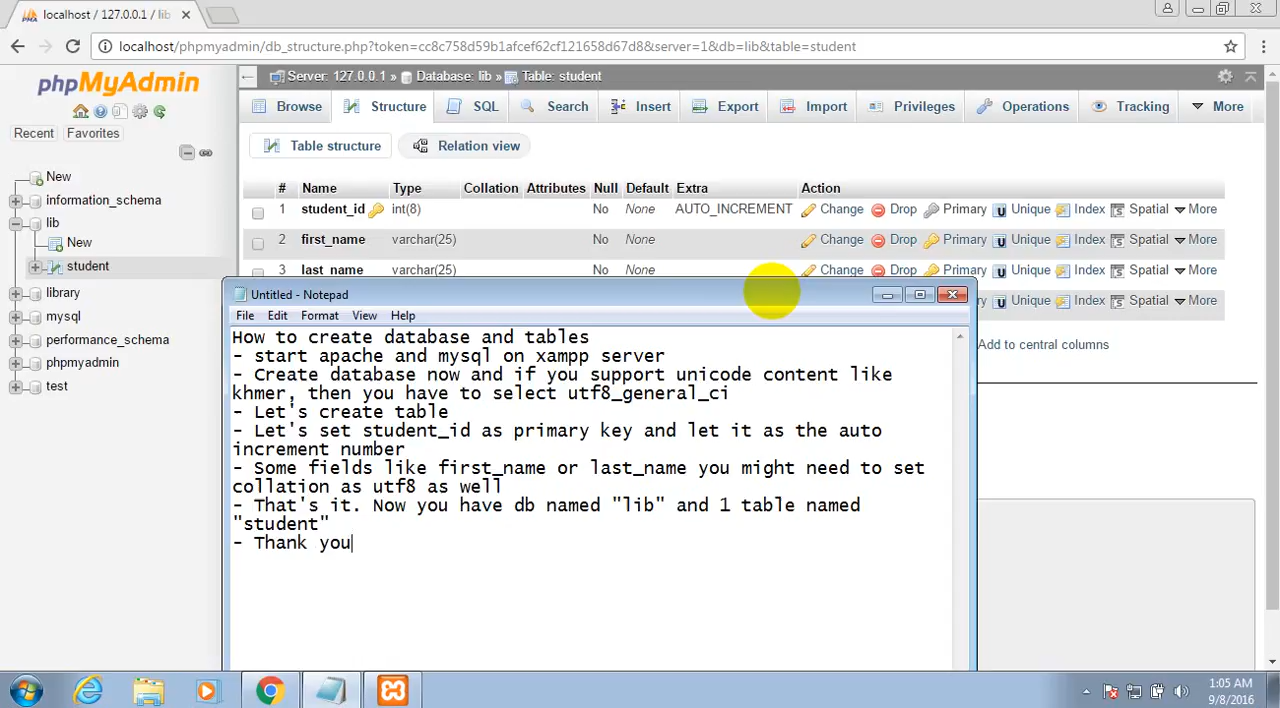 localhost / 127.0.0.1 / lib
localhost/phpmyadmin/db_structure.php?token=cc8c758d59b1afcef62cf121658d67d8&server=1&db=lib&table=student
phpMyAdmin
Recent Favorites
New
information_schema
lib
New
student
library
mysql
performance_schema
phpmyadmin
test
Server: 127.0.0.1 » Database: lib » Table: student
Browse Structure SQL Search Insert Export Import Privileges Operations Tracking More
Table structure Relation view
# Name Type Collation Attributes Null Default Extra Action
1 student_id int(8) No None AUTO_INCREMENT Change Drop Primary Unique Index Spatial More
2 first_name varchar(25) No None Change Drop Primary Unique Index Spatial More
3 last_name varchar(25) No None Change Drop Primary Unique Index Spatial More
Unique Index Spatial More
Add to central columns
Untitled - Notepad
File Edit Format View Help
How to create database and tables
- start apache and mysql on xampp server
- Create database now and if you support unicode content like
khmer, then you have to select utf8_general_ci
- Let's create table
- Let's set student_id as primary key and let it as the auto
increment number
- Some fields like first_name or last_name you might need to set
collation as utf8 as well
- That's it. Now you have db named "lib" and 1 table named
"student"
- Thank you
1:05 AM
9/8/2016